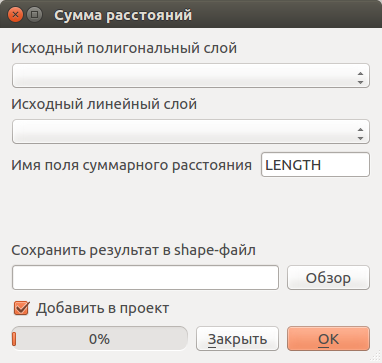 Сумма расстояний
Исходный полигональный слой
Исходный линейный слой
Имя поля суммарного расстояния LENGTH
Сохранить результат в shape-файл
Обзор
Добавить в проект
0% Закрыть OK